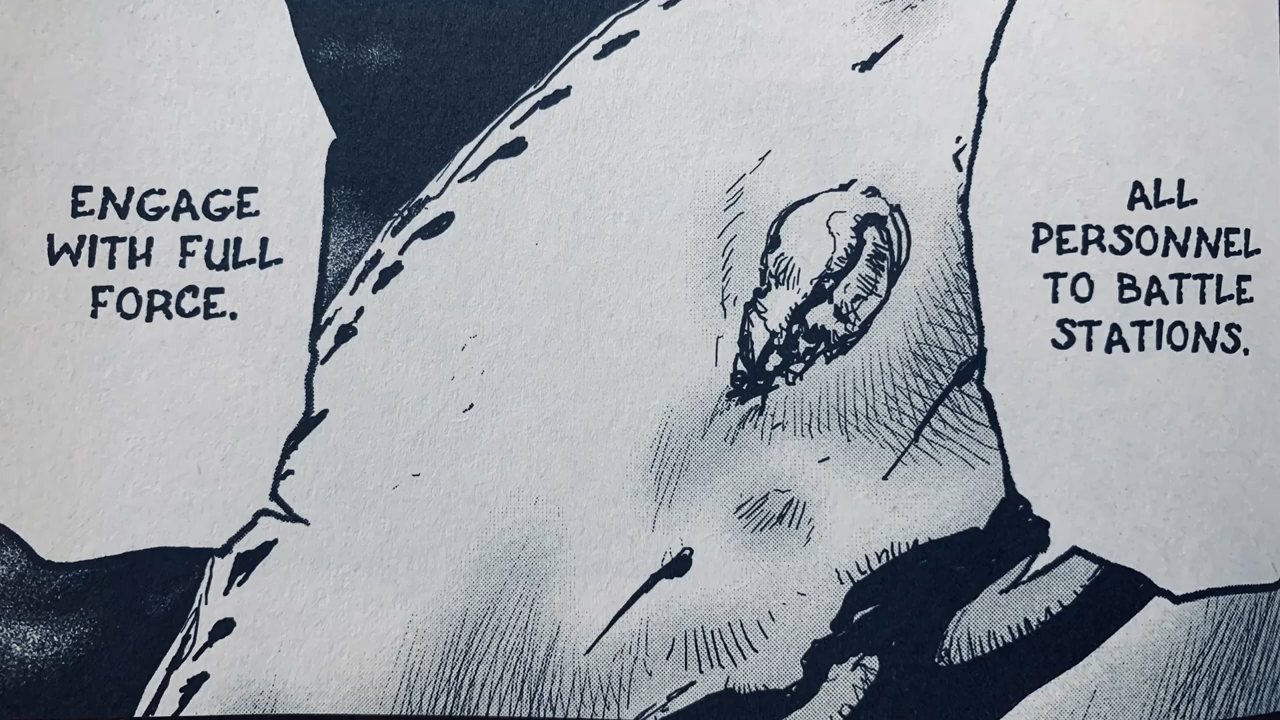 ALL
PERSONNEL
TO BATTLE
STATIONS.
ENGAGE
WITH FULL
FORCE.